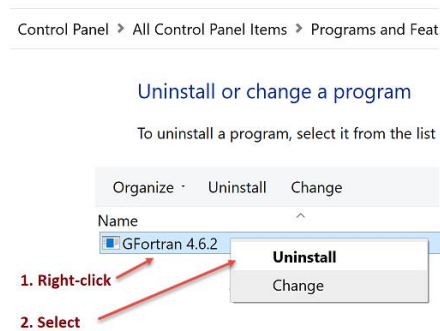 Control Panel > All Control Panel Items > Programs and Feat
Uninstall or change a program
To uninstall a program, select it from the list
Organize Uninstall Change
Name
GFortran 4.6.2
Uninstall
Change
1. Right-click
2. Select